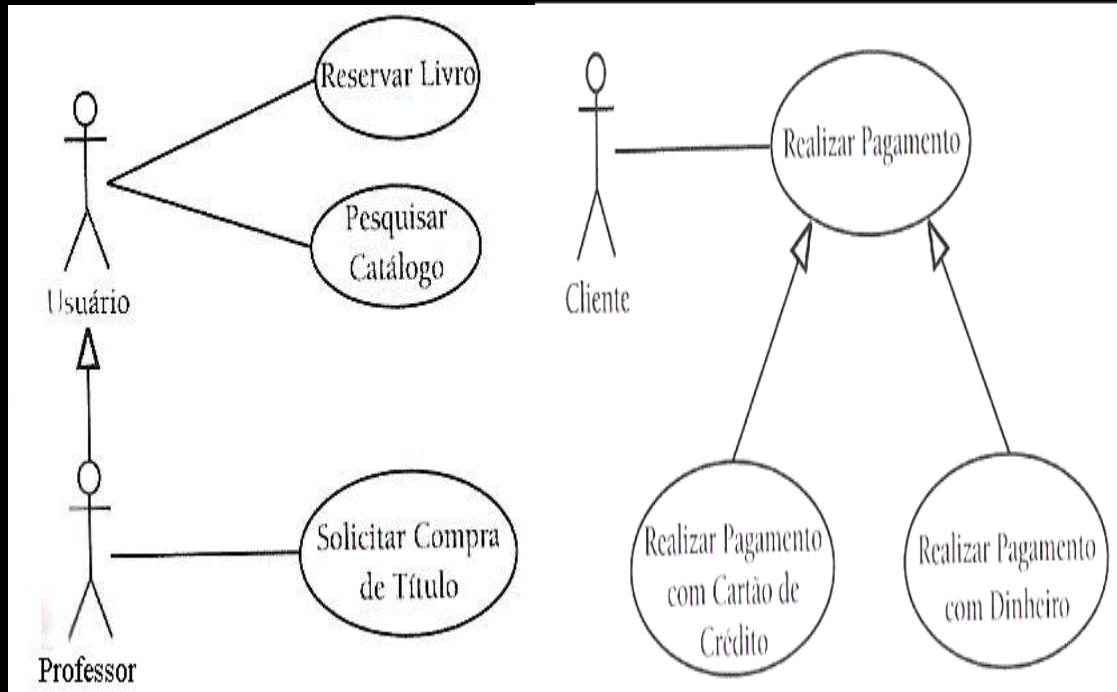 Reservar Livro
Pesquisar
Catálogo
Usuário
Solicitar Compra
de Título
Professor
Realizar Pagamento
Cliente
Realizar Pagamento
com Cartão de
Crédito
Realizar Pagamento
com Dinheiro